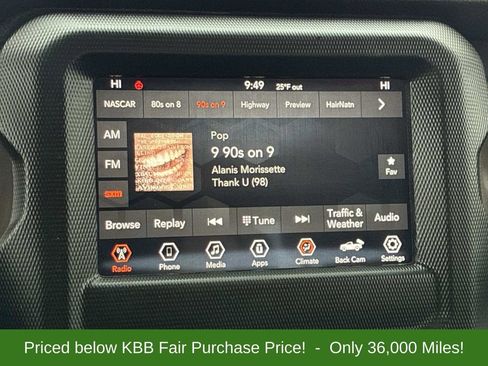 HI 9:49 25°F out HI
NASCAR 80s on 8 90s on 9 Highway Preview HairNatn
AM
FM
sxm
Pop
9 90s on 9
Alanis Morissette
Thank U (98)
Fav
Browse Replay Tune Traffic & Weather Audio
Radio Phone Media Apps Climate Back Cam Settings
Priced below KBB Fair Purchase Price! - Only 36,000 Miles!